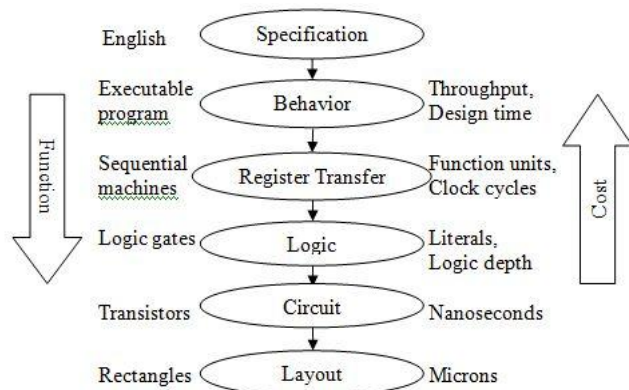 English
Specification
Executable
program
Behavior
Throughput,
Design time
Function
Sequential
machines
Register Transfer
Function units,
Clock cycles
Cost
Logic gates
Logic
Literals,
Logic depth
Transistors
Circuit
Nanoseconds
Rectangles
Layout
Microns